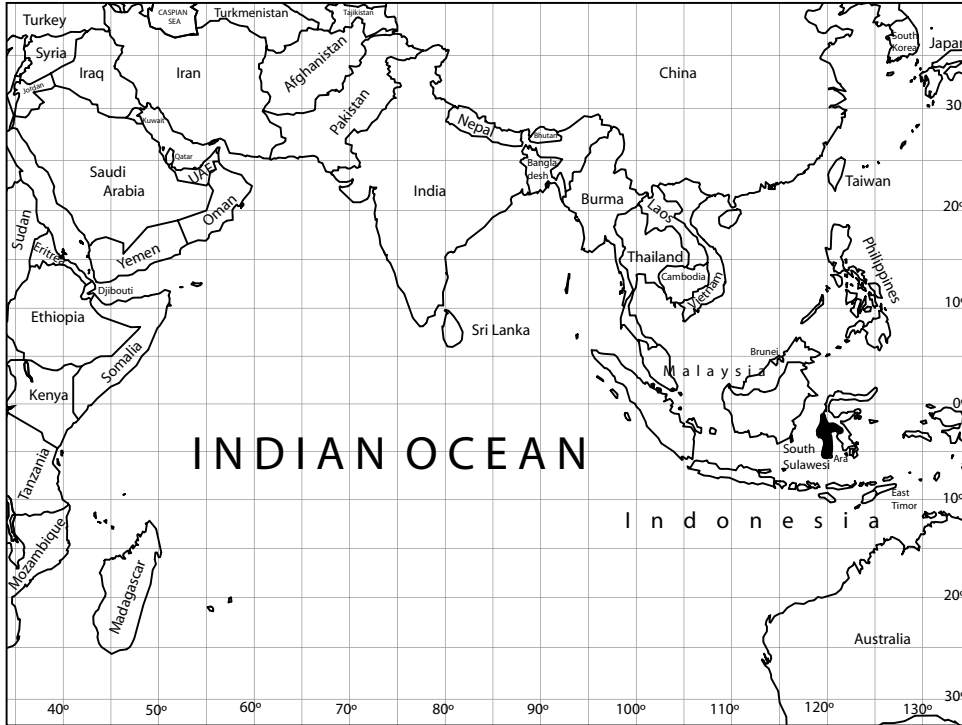 Turkey
CASPIAN
SEA
Turkmenistan
Tajikistan
South
Korea
Japan
Syria
Iraq
Iran
Afghanistan
China
Jordan
Pakistan
30º
Kuwait
Nepal
Bhutan
Qatar
UAE
Bangla
desh
Saudi
Arabia
India
Burma
Taiwan
Laos
20º
Oman
Sudan
Eritrea
Yemen
Thailand
Cambodia
Vietnam
Philippines
Djibouti
10º
Ethiopia
Sri Lanka
Somalia
Brunei
Malaysia
Kenya
0º
INDIAN OCEAN
South
Sulawesi
Ara
Tanzania
East
Timor
10º
Indonesia
Mozambique
Madagascar
20º
Australia
30º
40º
50º
60º
70º
80º
90º
100º
110º
120º
130º